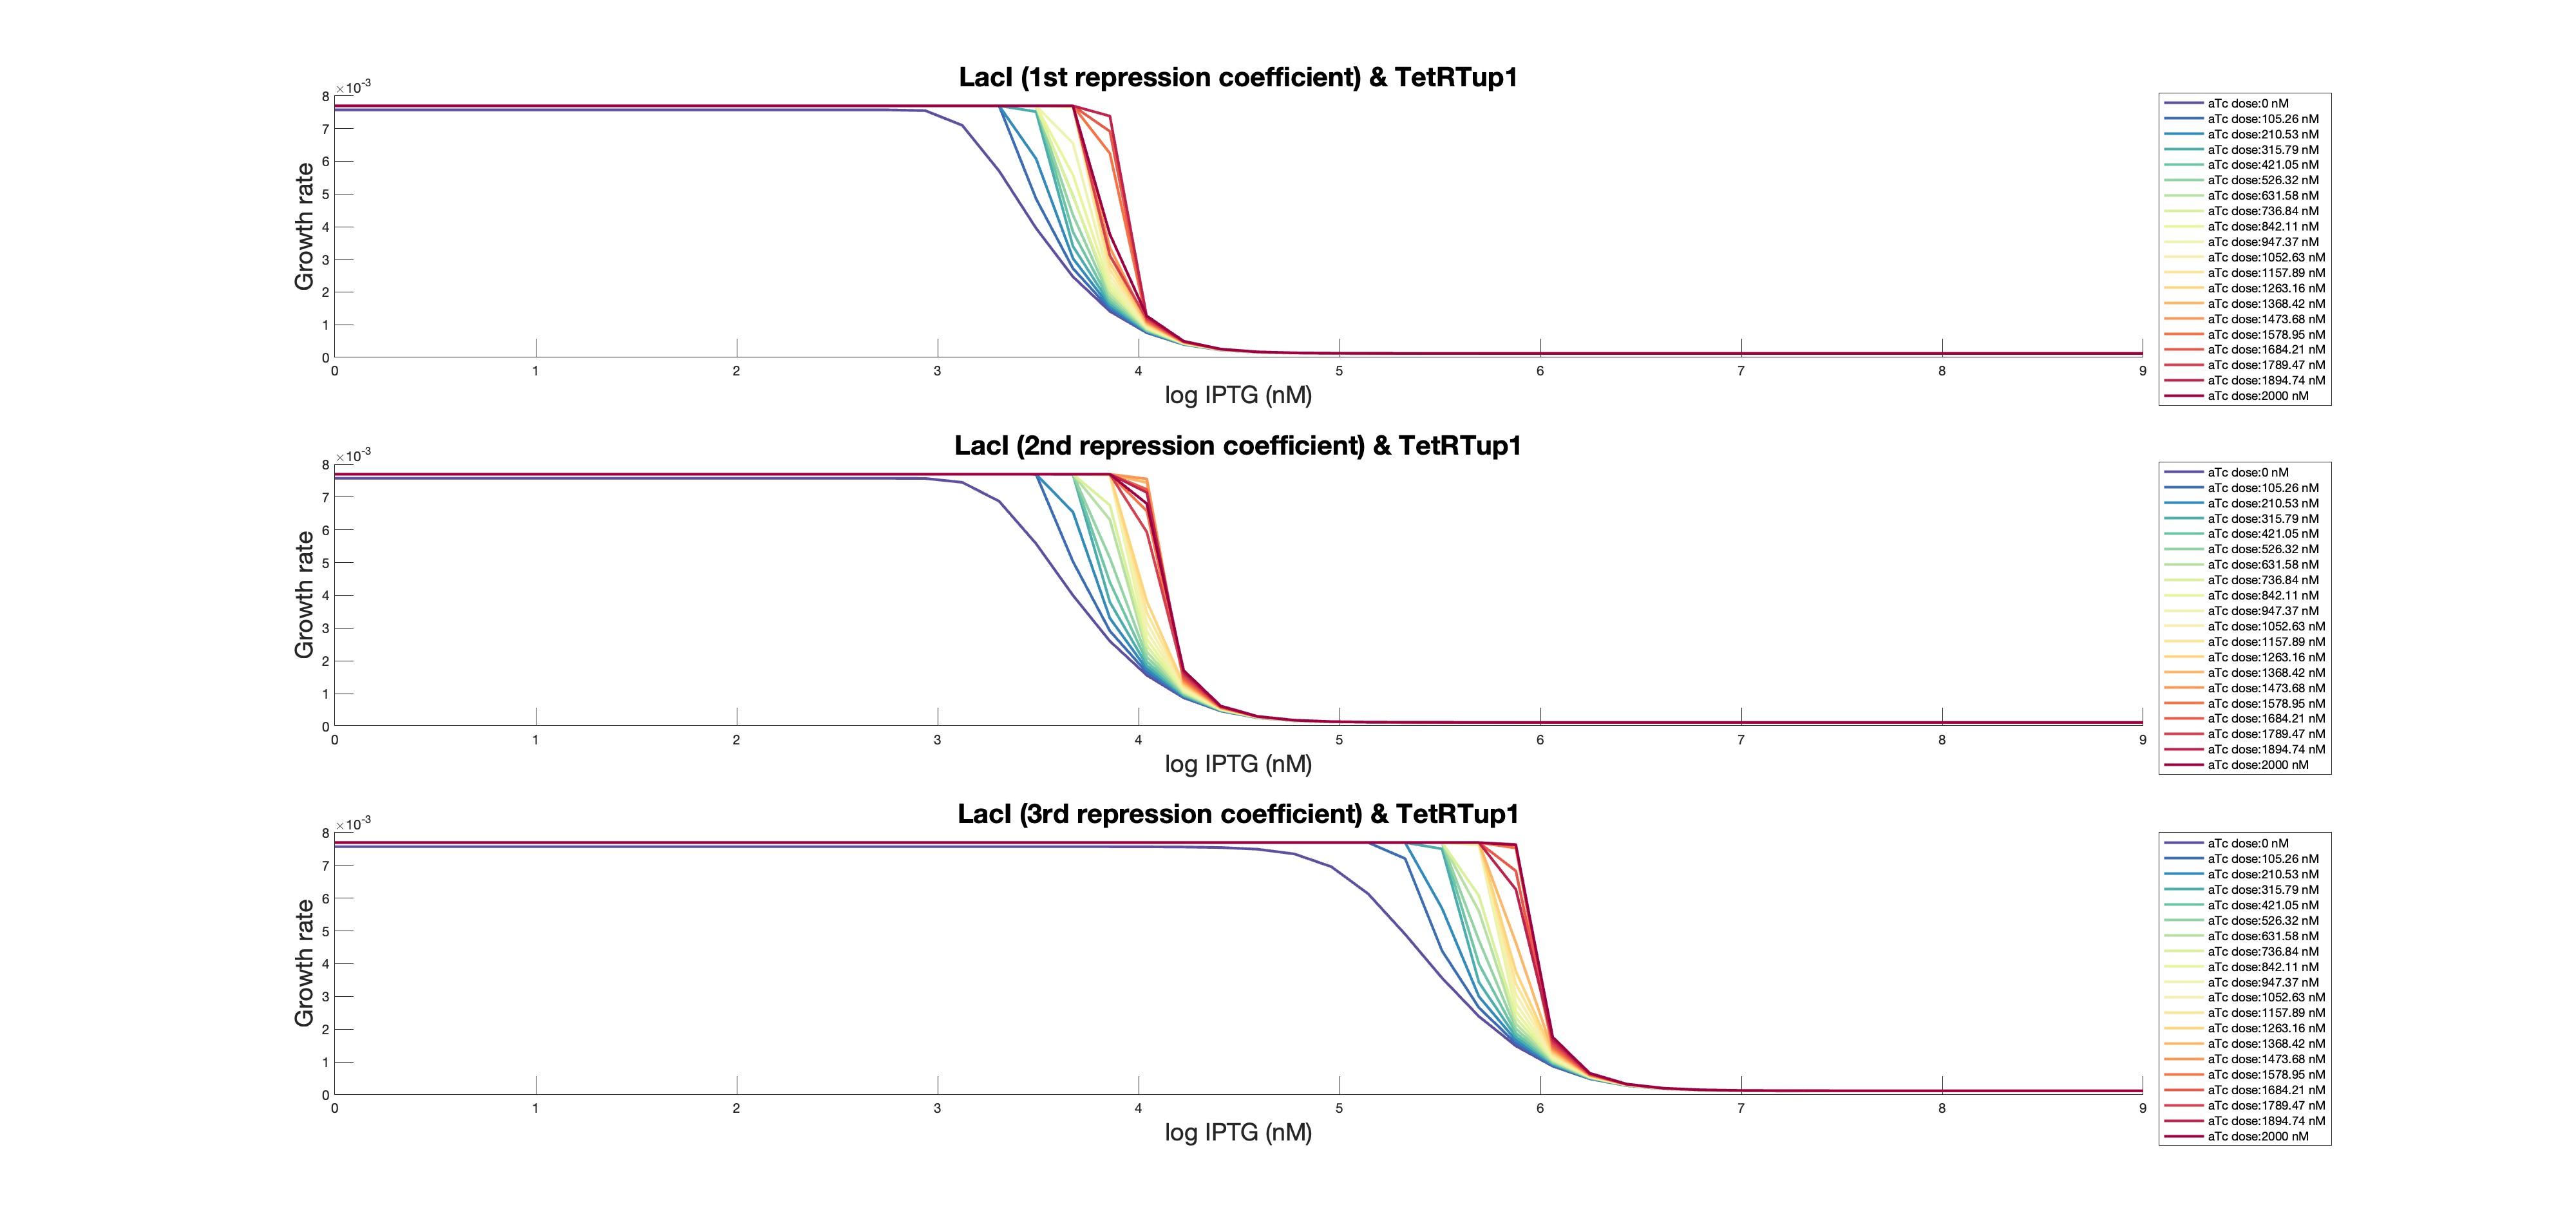 LacI (1st repression coefficient) & TetRTup1
×10-3
8
7
6
5
4
3
2
1
0
Growth rate
0 1 2 3 4 5 6 7 8 9
log IPTG (nM)
aTc dose:0 nM
aTc dose:105.26 nM
aTc dose:210.53 nM
aTc dose:315.79 nM
aTc dose:421.05 nM
aTc dose:526.32 nM
aTc dose:631.58 nM
aTc dose:736.84 nM
aTc dose:842.11 nM
aTc dose:947.37 nM
aTc dose:1052.63 nM
aTc dose:1157.89 nM
aTc dose:1263.16 nM
aTc dose:1368.42 nM
aTc dose:1473.68 nM
aTc dose:1578.95 nM
aTc dose:1684.21 nM
aTc dose:1789.47 nM
aTc dose:1894.74 nM
aTc dose:2000 nM
LacI (2nd repression coefficient) & TetRTup1
×10-3
8
7
6
5
4
3
2
1
0
Growth rate
0 1 2 3 4 5 6 7 8 9
log IPTG (nM)
aTc dose:0 nM
aTc dose:105.26 nM
aTc dose:210.53 nM
aTc dose:315.79 nM
aTc dose:421.05 nM
aTc dose:526.32 nM
aTc dose:631.58 nM
aTc dose:736.84 nM
aTc dose:842.11 nM
aTc dose:947.37 nM
aTc dose:1052.63 nM
aTc dose:1157.89 nM
aTc dose:1263.16 nM
aTc dose:1368.42 nM
aTc dose:1473.68 nM
aTc dose:1578.95 nM
aTc dose:1684.21 nM
aTc dose:1789.47 nM
aTc dose:1894.74 nM
aTc dose:2000 nM
LacI (3rd repression coefficient) & TetRTup1
×10-3
8
7
6
5
4
3
2
1
0
Growth rate
0 1 2 3 4 5 6 7 8 9
log IPTG (nM)
aTc dose:0 nM
aTc dose:105.26 nM
aTc dose:210.53 nM
aTc dose:315.79 nM
aTc dose:421.05 nM
aTc dose:526.32 nM
aTc dose:631.58 nM
aTc dose:736.84 nM
aTc dose:842.11 nM
aTc dose:947.37 nM
aTc dose:1052.63 nM
aTc dose:1157.89 nM
aTc dose:1263.16 nM
aTc dose:1368.42 nM
aTc dose:1473.68 nM
aTc dose:1578.95 nM
aTc dose:1684.21 nM
aTc dose:1789.47 nM
aTc dose:1894.74 nM
aTc dose:2000 nM